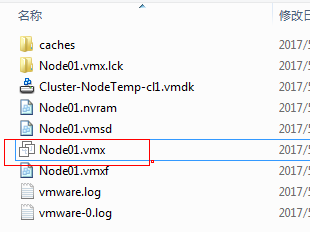 名称 修改日
caches 2017/5
Node01.vmx.lck 2017/5
Cluster-NodeTemp-cl1.vmdk 2017/5
Node01.nvram 2017/5
Node01.vmsd 2017/5
Node01.vmx 2017/5
Node01.vmxf 2017/5
vmware.log 2017/5
vmware-0.log 2017/5